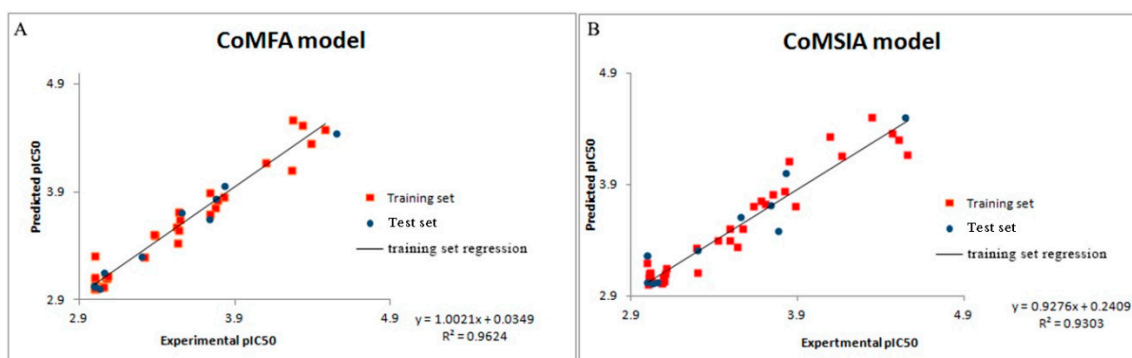 A
CoMFA model
4.9
3.9
2.9
2.9
3.9
4.9
Predicted pIC50
Experimental pIC50
Training set
Test set
training set regression
y = 1.0021x + 0.0349
R² = 0.9624
B
CoMSIA model
4.9
3.9
2.9
2.9
3.9
4.9
Predicted pIC50
Expertmental pIC50
Training set
Test set
training set regression
y = 0.9276x + 0.2409
R² = 0.9303